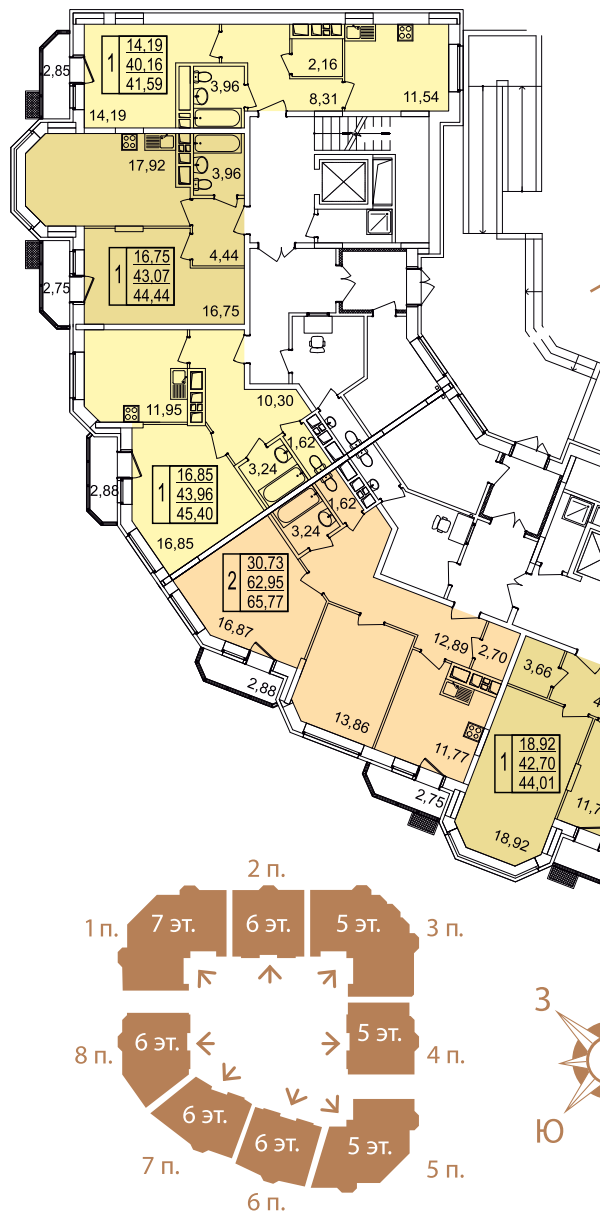 2,85
1
14,19
40,16
41,59
14,19
3,96
2,16
8,31
11,54
17,92
3,96
4,44
2,75
1
16,75
43,07
44,44
16,75
11,95
10,30
1,62
3,24
2,88
1
16,85
43,96
45,40
16,85
1,62
3,24
2
30,73
62,95
65,77
16,87
2,88
12,89
2,70
13,86
11,77
2,75
3,66
1
18,92
42,70
44,01
18,92
2 п.
1 п.
7 эт.
6 эт.
5 эт.
3 п.
8 п.
6 эт.
5 эт.
4 п.
6 эт.
6 эт.
5 эт.
7 п.
6 п.
5 п.
З
Ю